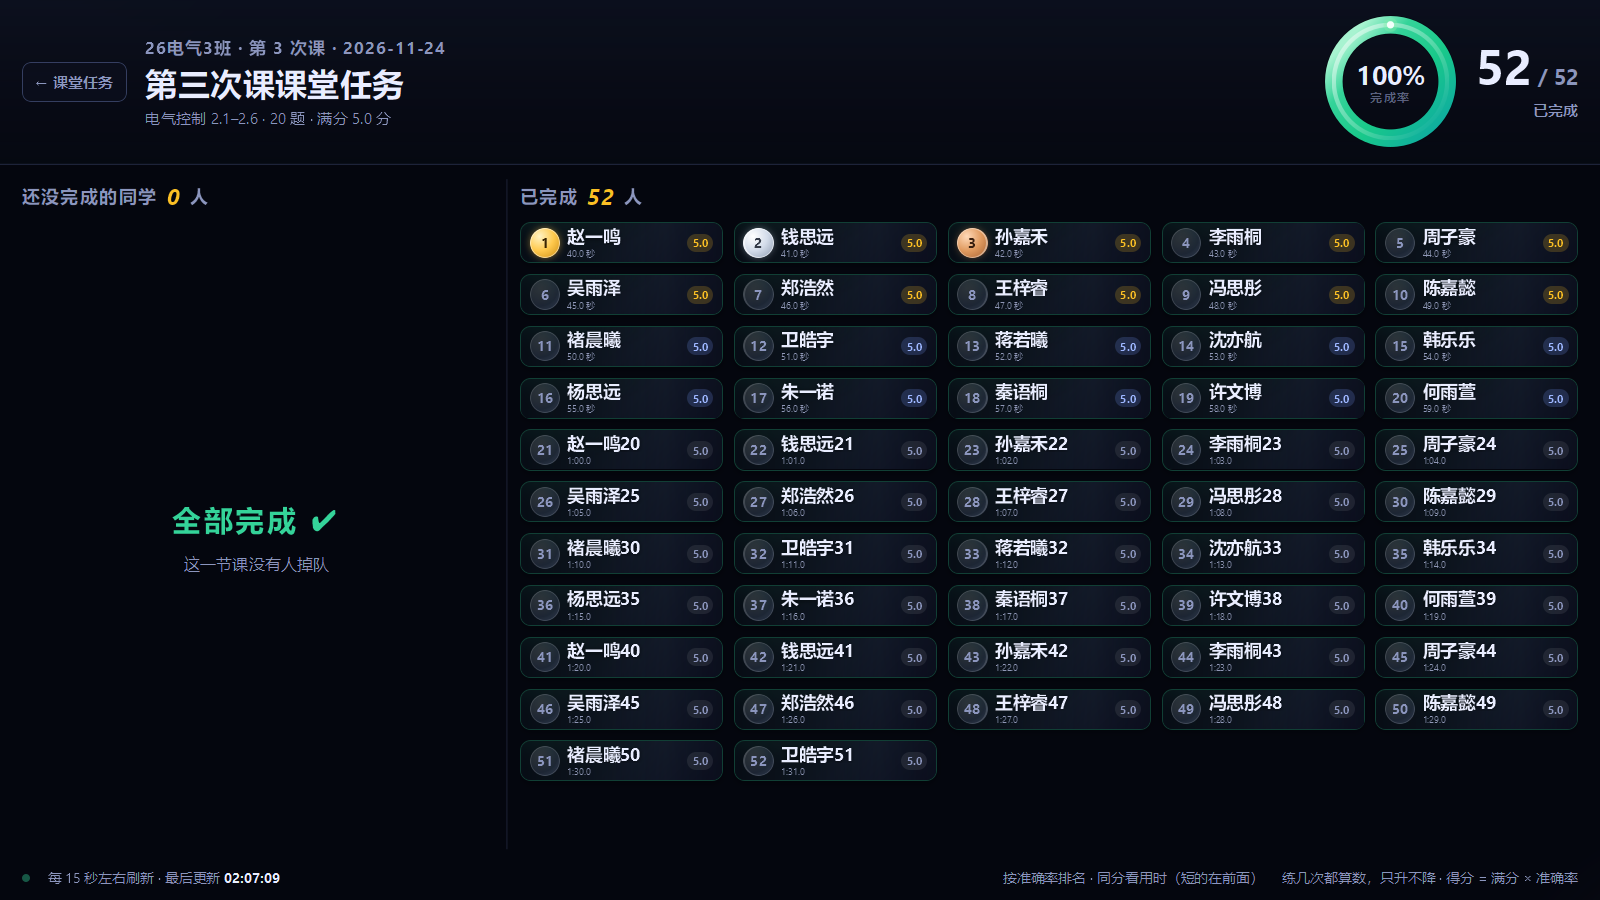 ← 课堂任务
26电气3班 · 第 3 次课 · 2026-11-24
第三次课课堂任务
电气控制 2.1–2.6 · 20 题 · 满分 5.0 分
100%
完成率
52 / 52
已完成
还没完成的同学 0 人
全部完成 ✔
这一节课没有人掉队
已完成 52 人
1 赵一鸣 40.0 秒 5.0
2 钱思远 41.0 秒 5.0
3 孙嘉禾 42.0 秒 5.0
4 李雨桐 43.0 秒 5.0
5 周子豪 44.0 秒 5.0
6 吴雨泽 45.0 秒 5.0
7 郑浩然 46.0 秒 5.0
8 王梓睿 47.0 秒 5.0
9 冯思彤 48.0 秒 5.0
10 陈嘉懿 49.0 秒 5.0
11 褚晨曦 50.0 秒 5.0
12 卫皓宇 51.0 秒 5.0
13 蒋若曦 52.0 秒 5.0
14 沈亦航 53.0 秒 5.0
15 韩乐乐 54.0 秒 5.0
16 杨思远 55.0 秒 5.0
17 朱一诺 56.0 秒 5.0
18 秦语桐 57.0 秒 5.0
19 许文博 58.0 秒 5.0
20 何雨萱 59.0 秒 5.0
21 赵一鸣20 1:00.0 5.0
22 钱思远21 1:01.0 5.0
23 孙嘉禾22 1:02.0 5.0
24 李雨桐23 1:03.0 5.0
25 周子豪24 1:04.0 5.0
26 吴雨泽25 1:05.0 5.0
27 郑浩然26 1:06.0 5.0
28 王梓睿27 1:07.0 5.0
29 冯思彤28 1:08.0 5.0
30 陈嘉懿29 1:09.0 5.0
31 褚晨曦30 1:10.0 5.0
32 卫皓宇31 1:11.0 5.0
33 蒋若曦32 1:12.0 5.0
34 沈亦航33 1:13.0 5.0
35 韩乐乐34 1:14.0 5.0
36 杨思远35 1:15.0 5.0
37 朱一诺36 1:16.0 5.0
38 秦语桐37 1:17.0 5.0
39 许文博38 1:18.0 5.0
40 何雨萱39 1:19.0 5.0
41 赵一鸣40 1:20.0 5.0
42 钱思远41 1:21.0 5.0
43 孙嘉禾42 1:22.0 5.0
44 李雨桐43 1:23.0 5.0
45 周子豪44 1:24.0 5.0
46 吴雨泽45 1:25.0 5.0
47 郑浩然46 1:26.0 5.0
48 王梓睿47 1:27.0 5.0
49 冯思彤48 1:28.0 5.0
50 陈嘉懿49 1:29.0 5.0
51 褚晨曦50 1:30.0 5.0
52 卫皓宇51 1:31.0 5.0
每 15 秒左右刷新 · 最后更新 02:07:09
按准确率排名 · 同分看用时（短的在前面） 练几次都算数，只升不降 · 得分 = 满分 × 准确率